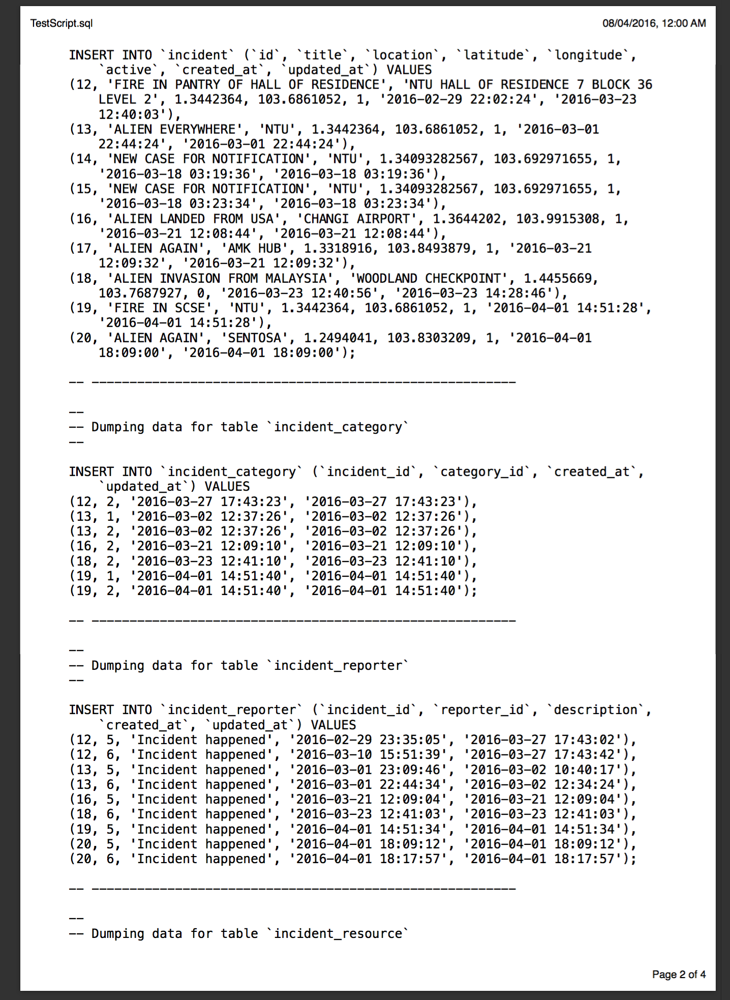 TestScript.sql
08/04/2016, 12:00 AM
INSERT INTO `incident` (`id`, `title`, `location`, `latitude`, `longitude`,
`active`, `created_at`, `updated_at`) VALUES
(12, 'FIRE IN PANTRY OF HALL OF RESIDENCE', 'NTU HALL OF RESIDENCE 7 BLOCK 36
LEVEL 2', 1.3442364, 103.6861052, 1, '2016-02-29 22:02:24', '2016-03-23
12:40:03'),
(13, 'ALIEN EVERYWHERE', 'NTU', 1.3442364, 103.6861052, 1, '2016-03-01
22:44:24', '2016-03-01 22:44:24'),
(14, 'NEW CASE FOR NOTIFICATION', 'NTU', 1.34093282567, 103.692971655, 1,
'2016-03-18 03:19:36', '2016-03-18 03:19:36'),
(15, 'NEW CASE FOR NOTIFICATION', 'NTU', 1.34093282567, 103.692971655, 1,
'2016-03-18 03:23:34', '2016-03-18 03:23:34'),
(16, 'ALIEN LANDED FROM USA', 'CHANGI AIRPORT', 1.3644202, 103.9915308, 1,
'2016-03-21 12:08:44', '2016-03-21 12:08:44'),
(17, 'ALIEN AGAIN', 'AMK HUB', 1.3318916, 103.8493879, 1, '2016-03-21
12:09:32', '2016-03-21 12:09:32'),
(18, 'ALIEN INVASION FROM MALAYSIA', 'WOODLAND CHECKPOINT', 1.4455669,
103.7687927, 0, '2016-03-23 12:40:56', '2016-03-23 14:28:46'),
(19, 'FIRE IN SCSE', 'NTU', 1.3442364, 103.6861052, 1, '2016-04-01 14:51:28',
'2016-04-01 14:51:28'),
(20, 'ALIEN AGAIN', 'SENTOSA', 1.2494041, 103.8303209, 1, '2016-04-01
18:09:00', '2016-04-01 18:09:00');
-- --------------------------------------------------------
--
-- Dumping data for table `incident_category`
--
INSERT INTO `incident_category` (`incident_id`, `category_id`, `created_at`,
`updated_at`) VALUES
(12, 2, '2016-03-27 17:43:23', '2016-03-27 17:43:23'),
(13, 1, '2016-03-02 12:37:26', '2016-03-02 12:37:26'),
(13, 2, '2016-03-02 12:37:26', '2016-03-02 12:37:26'),
(16, 2, '2016-03-21 12:09:10', '2016-03-21 12:09:10'),
(18, 2, '2016-03-23 12:41:10', '2016-03-23 12:41:10'),
(19, 1, '2016-04-01 14:51:40', '2016-04-01 14:51:40'),
(19, 2, '2016-04-01 14:51:40', '2016-04-01 14:51:40');
-- --------------------------------------------------------
--
-- Dumping data for table `incident_reporter`
--
INSERT INTO `incident_reporter` (`incident_id`, `reporter_id`, `description`,
`created_at`, `updated_at`) VALUES
(12, 5, 'Incident happened', '2016-02-29 23:35:05', '2016-03-27 17:43:02'),
(12, 6, 'Incident happened', '2016-03-10 15:51:39', '2016-03-27 17:43:42'),
(13, 5, 'Incident happened', '2016-03-01 23:09:46', '2016-03-02 10:40:17'),
(13, 6, 'Incident happened', '2016-03-01 22:44:34', '2016-03-02 12:34:24'),
(16, 5, 'Incident happened', '2016-03-21 12:09:04', '2016-03-21 12:09:04'),
(18, 6, 'Incident happened', '2016-03-23 12:41:03', '2016-03-23 12:41:03'),
(19, 5, 'Incident happened', '2016-04-01 14:51:34', '2016-04-01 14:51:34'),
(20, 5, 'Incident happened', '2016-04-01 18:09:12', '2016-04-01 18:09:12'),
(20, 6, 'Incident happened', '2016-04-01 18:17:57', '2016-04-01 18:17:57');
-- --------------------------------------------------------
--
-- Dumping data for table `incident_resource`
Page 2 of 4